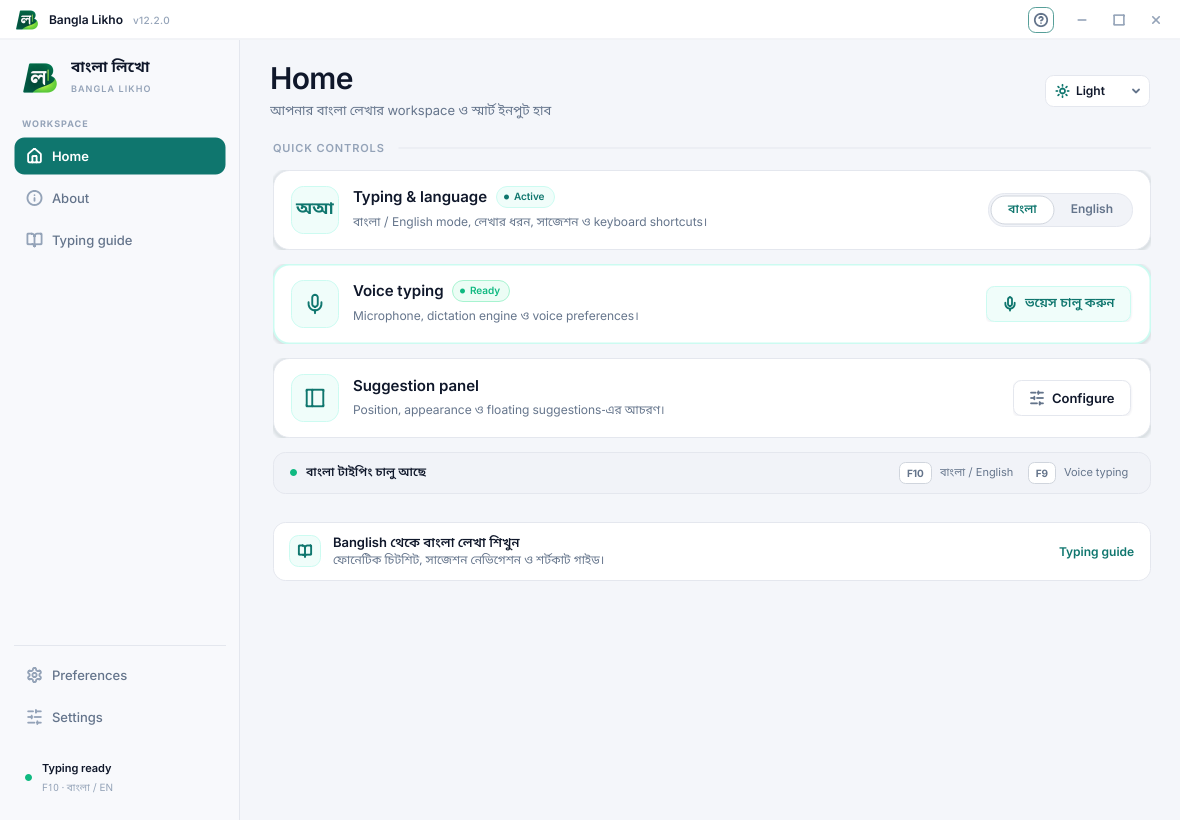 Bangla Likho v12.2.0
বাংলা লিখো
BANGLA LIKHO
WORKSPACE
Home
About
Typing guide
Preferences
Settings
Typing ready
F10 · বাংলা / EN
Home
আপনার বাংলা লেখার workspace ও স্মার্ট ইনপুট হাব
Light
QUICK CONTROLS
অআ
Typing & language
Active
বাংলা / English mode, লেখার ধরন, সাজেশন ও keyboard shortcuts।
বাংলা English
Voice typing
Ready
Microphone, dictation engine ও voice preferences।
ভয়েস চালু করুন
Suggestion panel
Position, appearance ও floating suggestions-এর আচরণ।
Configure
বাংলা টাইপিং চালু আছে
F10 বাংলা / English F9 Voice typing
Banglish থেকে বাংলা লেখা শিখুন
ফোনেটিক চিটশিট, সাজেশন নেভিগেশন ও শর্টকাট গাইড।
Typing guide